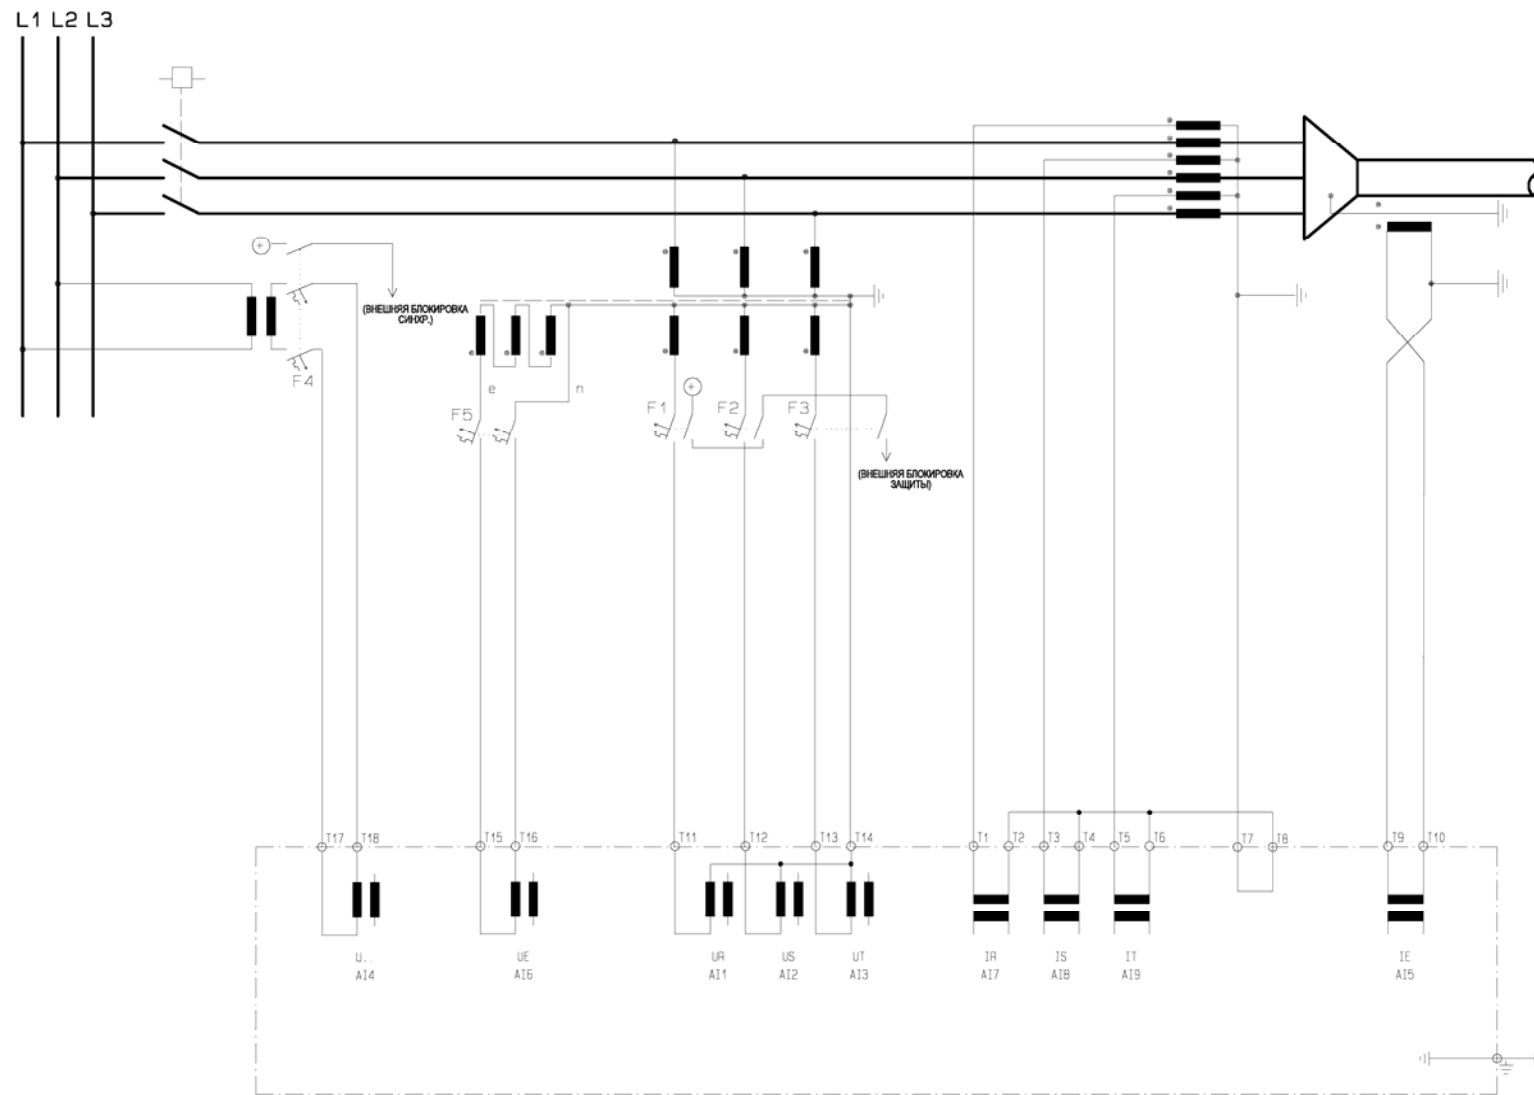 L1 L2 L3
(ВНЕШНЯЯ БЛОКИРОВКА
СИНХР.)
F4
e
n
F5
F1
F2
F3
(ВНЕШНЯЯ БЛОКИРОВКА
ЗАЩИТЫ)
T17 T18 T15 T16 T11 T12 T13 T14 T1 T2 T3 T4 T5 T6 T7 T8 T9 T10
U.. UE UR US UT IR IS IT IE
AI4 AI6 AI1 AI2 AI3 AI7 AI8 AI9 AI5